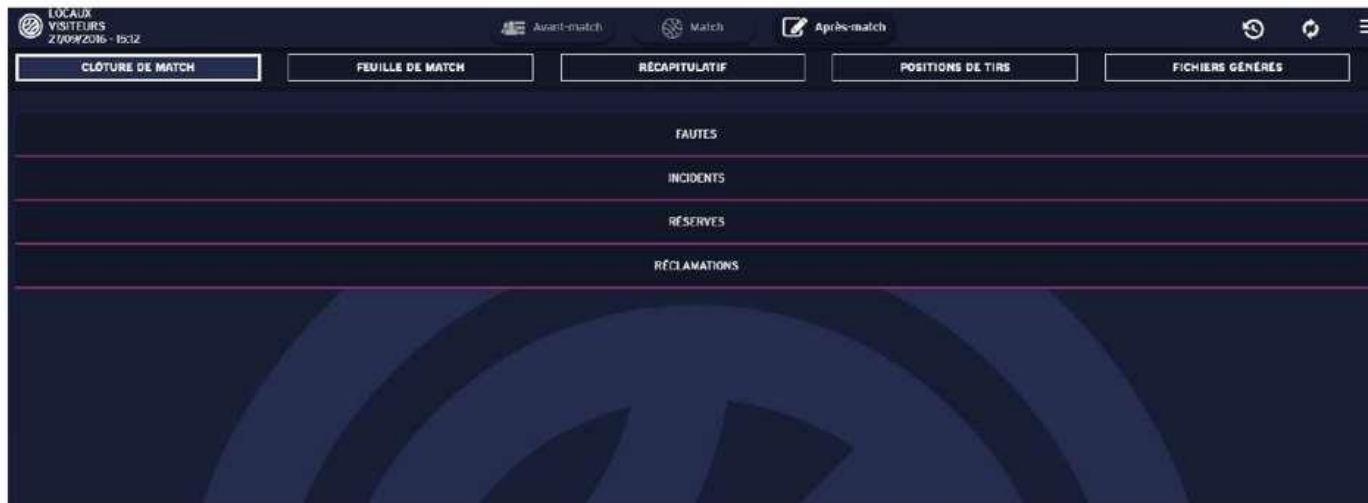 LOCAUX
VISITEURS
27/09/2016 - 15:12
Avant-match
Match
Après-match
CLÔTURE DE MATCH
FEUILLE DE MATCH
RÉCAPITULATIF
POSITIONS DE TIRS
FICHIERS GÉNÉRÉS
FAUTES
INCIDENTS
RÉSERVES
RÉCLAMATIONS